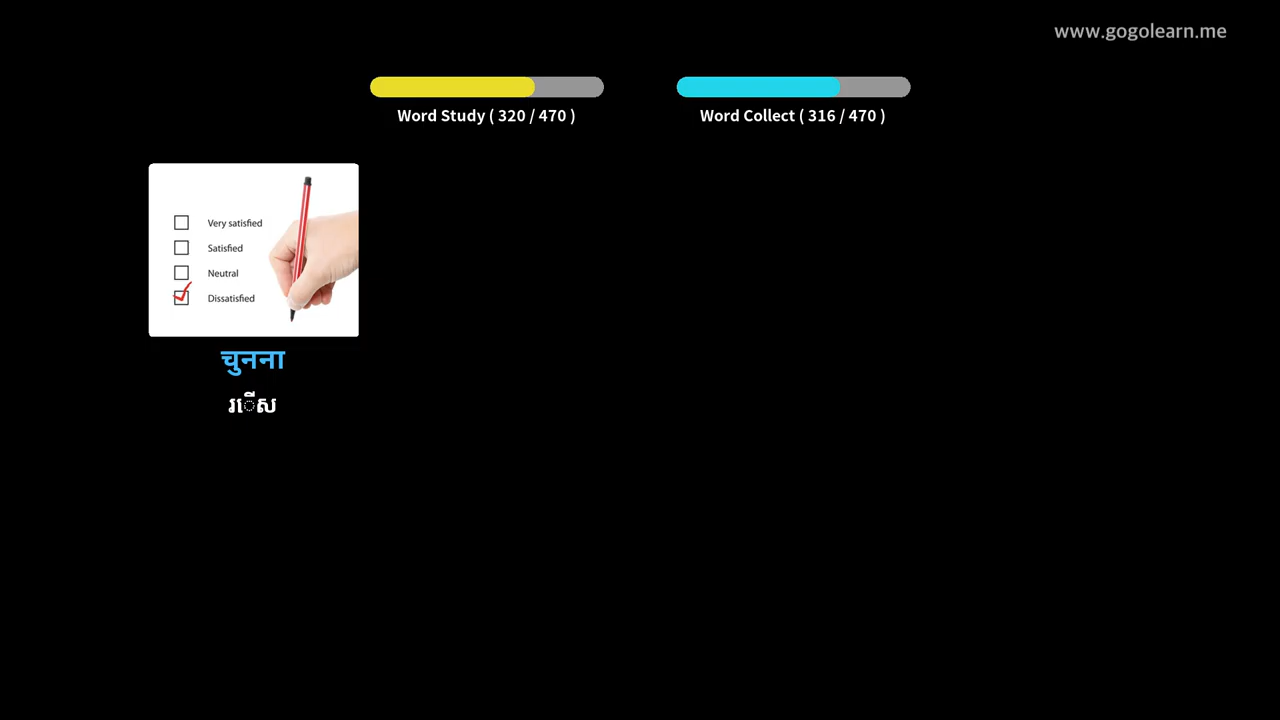 www.gogolearn.me
Word Study ( 320 / 470 )
Word Collect ( 316 / 470 )
Very satisfied
Satisfied
Neutral
Dissatisfied
चुनना
រើស